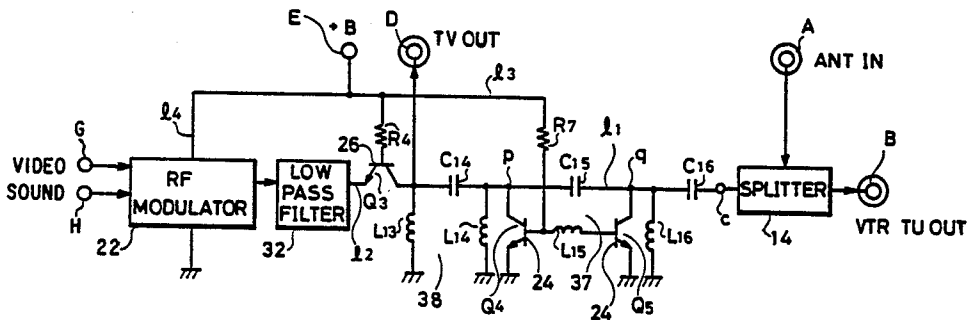 E
+B
D
TV OUT
A
ANT IN
ℓ3
ℓ4
G
VIDEO
SOUND
H
RF MODULATOR
22
LOW PASS FILTER
32
26
R4
Q3
ℓ2
C14
L13
38
L14
p
Q4
24
R7
C15
ℓ1
L15
37
q
24
Q5
L16
C16
c
SPLITTER
14
B
VTR TU OUT